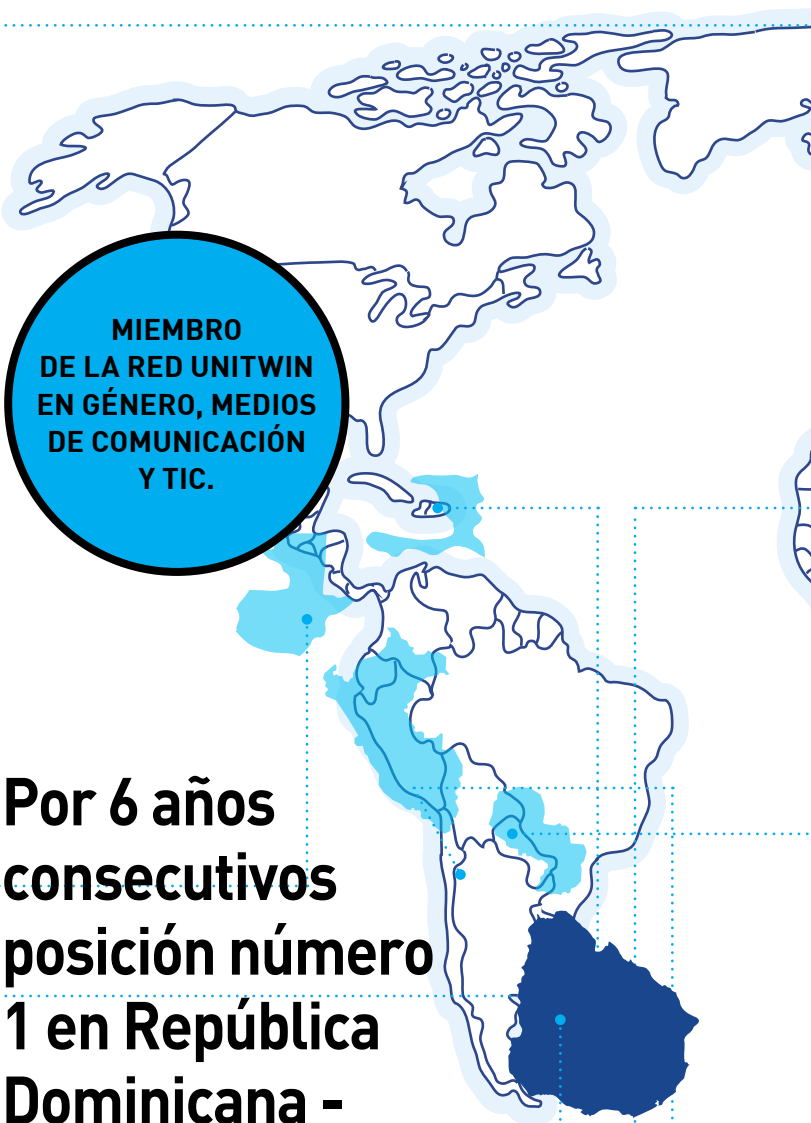 MIEMBRO
DE LA RED UNITWIN
EN GÉNERO, MEDIOS
DE COMUNICACIÓN
Y TIC.
Por 6 años
consecutivos
posición número
1 en República
Dominicana -